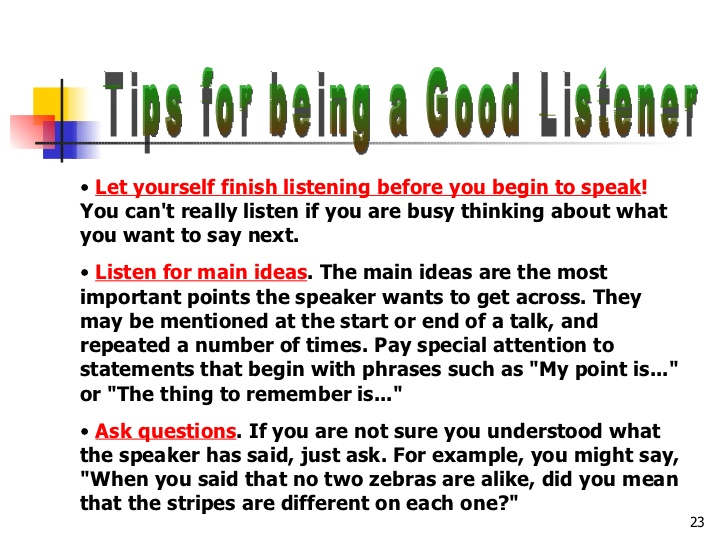 Tips for being a Good Listener
• Let yourself finish listening before you begin to speak!
You can't really listen if you are busy thinking about what
you want to say next.
• Listen for main ideas. The main ideas are the most
important points the speaker wants to get across. They
may be mentioned at the start or end of a talk, and
repeated a number of times. Pay special attention to
statements that begin with phrases such as "My point is..."
or "The thing to remember is..."
• Ask questions. If you are not sure you understood what
the speaker has said, just ask. For example, you might say,
"When you said that no two zebras are alike, did you mean
that the stripes are different on each one?"
23